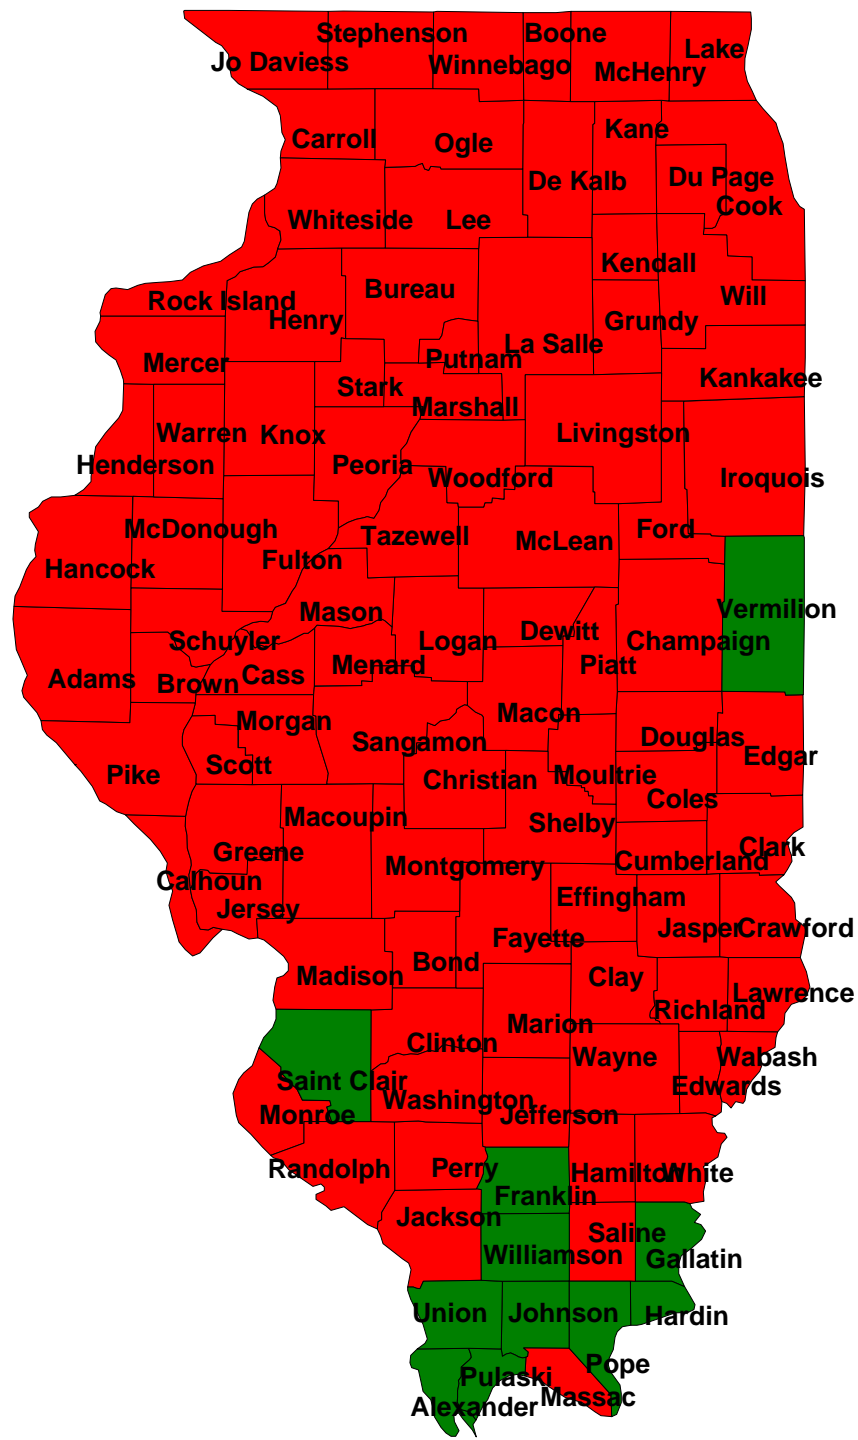 Stephenson
Boone
Jo Daviess
Winnebago
McHenry
Lake
Carroll
Ogle
Kane
De Kalb
Du Page
Cook
Whiteside
Lee
Kendall
Rock Island
Henry
Bureau
Will
Grundy
La Salle
Mercer
Putnam
Stark
Kankakee
Marshall
Warren
Knox
Livingston
Henderson
Peoria
Woodford
Iroquois
McDonough
Tazewell
McLean
Ford
Hancock
Fulton
Mason
Vermilion
Schuyler
Logan
Dewitt
Champaign
Adams
Brown
Cass
Menard
Piatt
Morgan
Macon
Pike
Scott
Sangamon
Douglas
Edgar
Christian
Moultrie
Coles
Macoupin
Shelby
Greene
Montgomery
Cumberland
Clark
Calhoun
Jersey
Effingham
Fayette
Jasper
Crawford
Madison
Bond
Clay
Richland
Lawrence
Clinton
Marion
Wayne
Wabash
Saint Clair
Washington
Edwards
Monroe
Jefferson
Randolph
Perry
Hamilton
White
Franklin
Jackson
Williamson
Saline
Gallatin
Union
Johnson
Hardin
Pulaski
Pope
Alexander
Massac